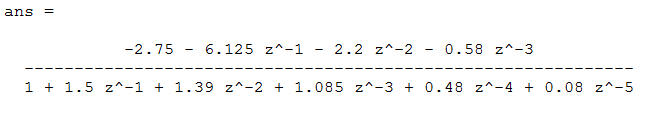 ans =
-2.75 - 6.125 z^-1 - 2.2 z^-2 - 0.58 z^-3
-------------------------------------------------------------
1 + 1.5 z^-1 + 1.39 z^-2 + 1.085 z^-3 + 0.48 z^-4 + 0.08 z^-5